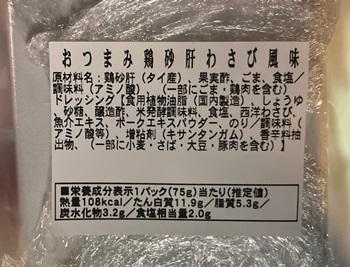 おつまみ鶏砂肝わさび風味
原材料名：鶏砂肝（タイ産）、果実酢、ごま、食塩/
調味料（アミノ酸）　（一部にごま・鶏肉を含む）
ドレッシング【食用植物油脂（国内製造）、しょうゆ
、砂糖、醸造酢、米発酵調味料、食塩、西洋わさび、
魚介エキス、ポークエキスパウダー、のり/調味料（
アミノ酸等）、増粘剤（キサンタンガム）、香辛料抽
出物、（一部に小麦・さば・大豆・豚肉を含む）】
■栄養成分表示1パック（75g）当たり（推定値）
熱量108kcal／たん白質11.9g／脂質5.3g／
炭水化物3.2g／食塩相当量2.0g